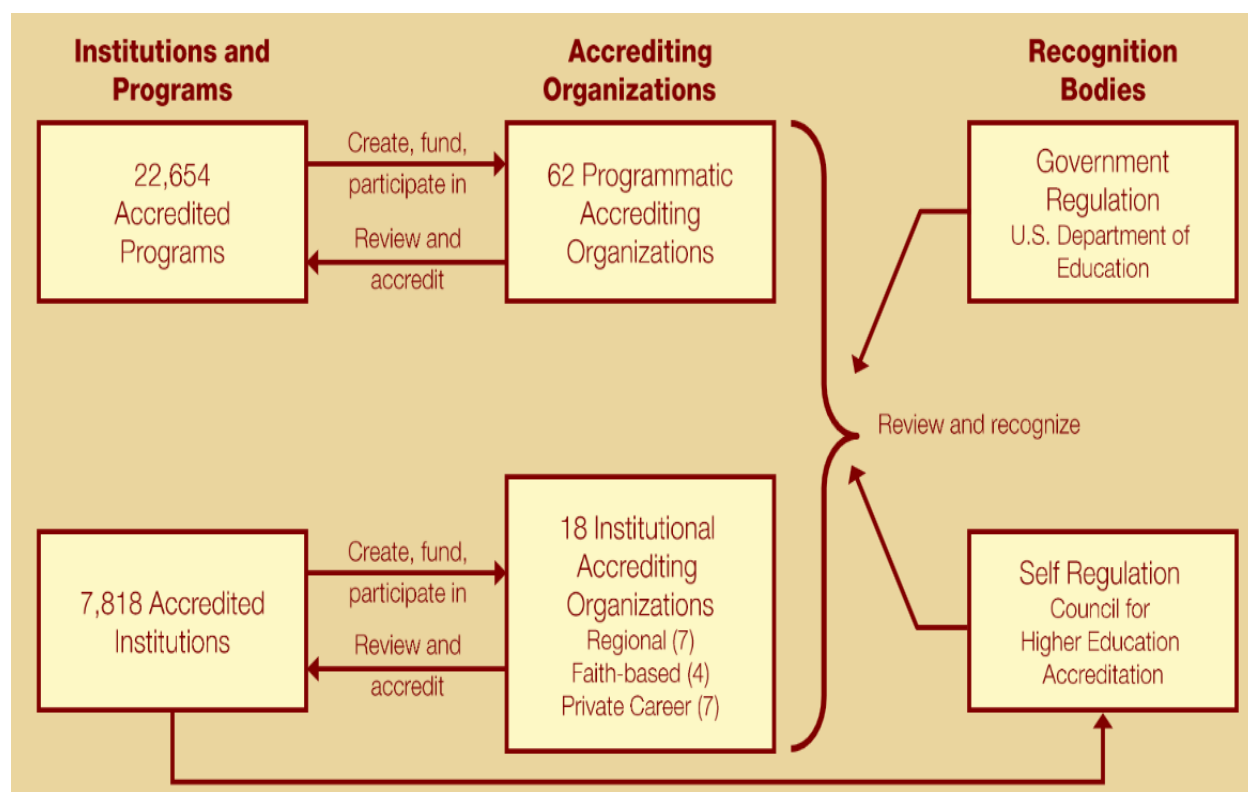 Institutions and
Programs
Accrediting
Organizations
Recognition
Bodies
22,654
Accredited
Programs
Create, fund,
participate in
Review and
accredit
62 Programmatic
Accrediting
Organizations
Government
Regulation
U.S. Department of
Education
Review and recognize
7,818 Accredited
Institutions
Create, fund,
participate in
Review and
accredit
18 Institutional
Accrediting
Organizations
Regional (7)
Faith-based (4)
Private Career (7)
Self Regulation
Council for
Higher Education
Accreditation